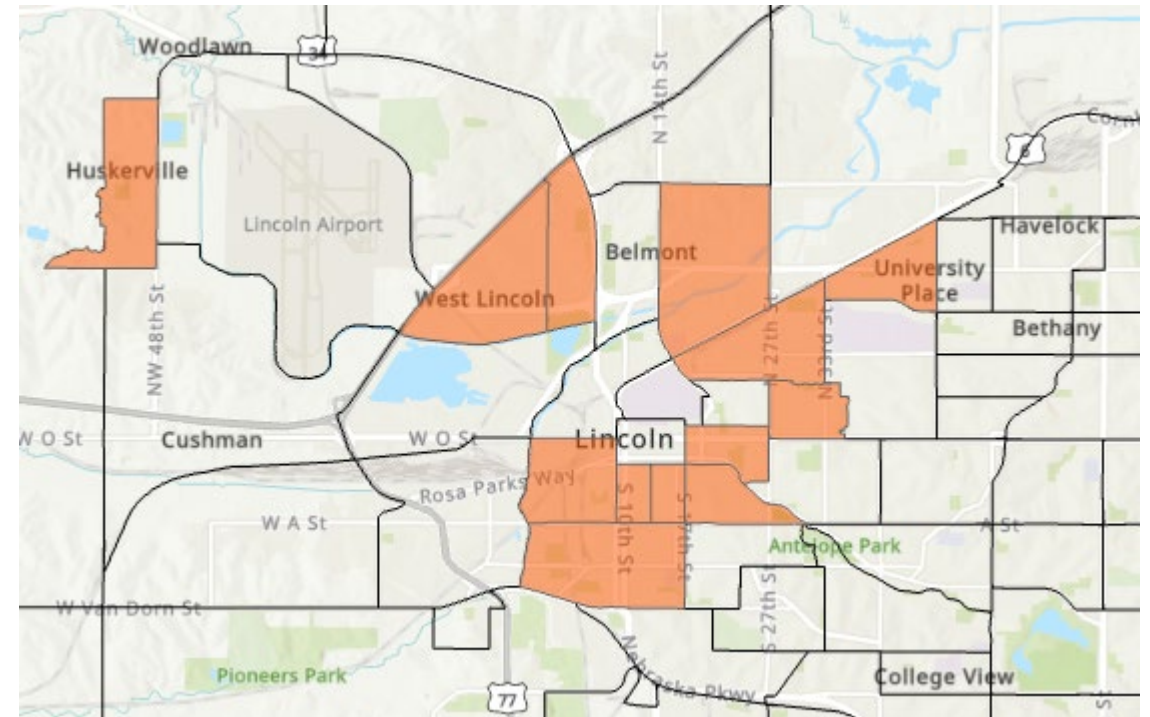 Woodlawn
34
N 14th St
Corn
6
Huskerville
Lincoln Airport
Havelock
Belmont
University
Place
West Lincoln
NW 48th St
N 27th St
N 33rd St
Bethany
W O St
Cushman
W O St
Lincoln
Rosa Parks Way
S 10th St
S 17th St
W A St
A St
Antelope Park
W Van Dorn St
S 27th St
Pioneers Park
Nebraska Pkwy
College View
77
S